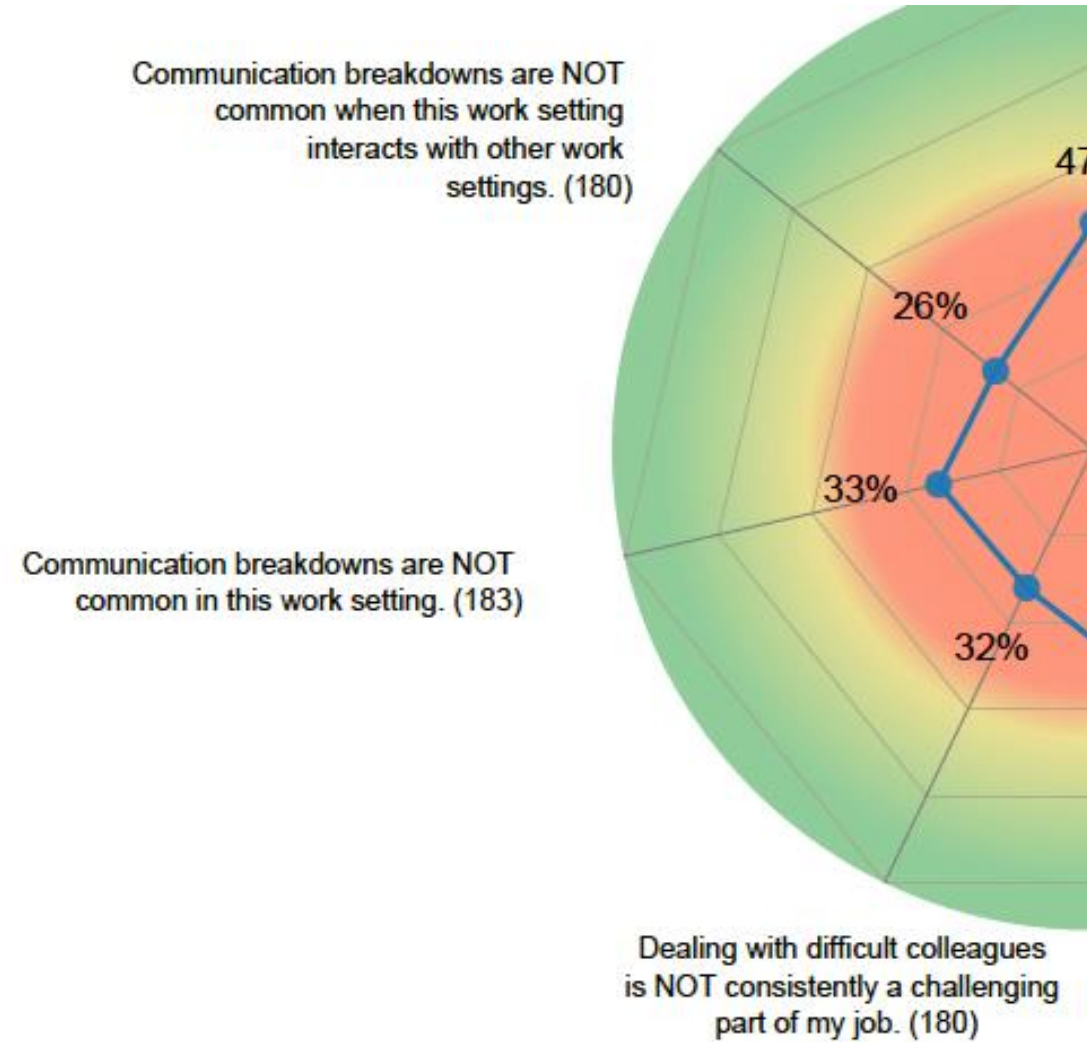 Communication breakdowns are NOT
common when this work setting
interacts with other work
settings. (180)
47
26%
33%
Communication breakdowns are NOT
common in this work setting. (183)
32%
Dealing with difficult colleagues
is NOT consistently a challenging
part of my job. (180)